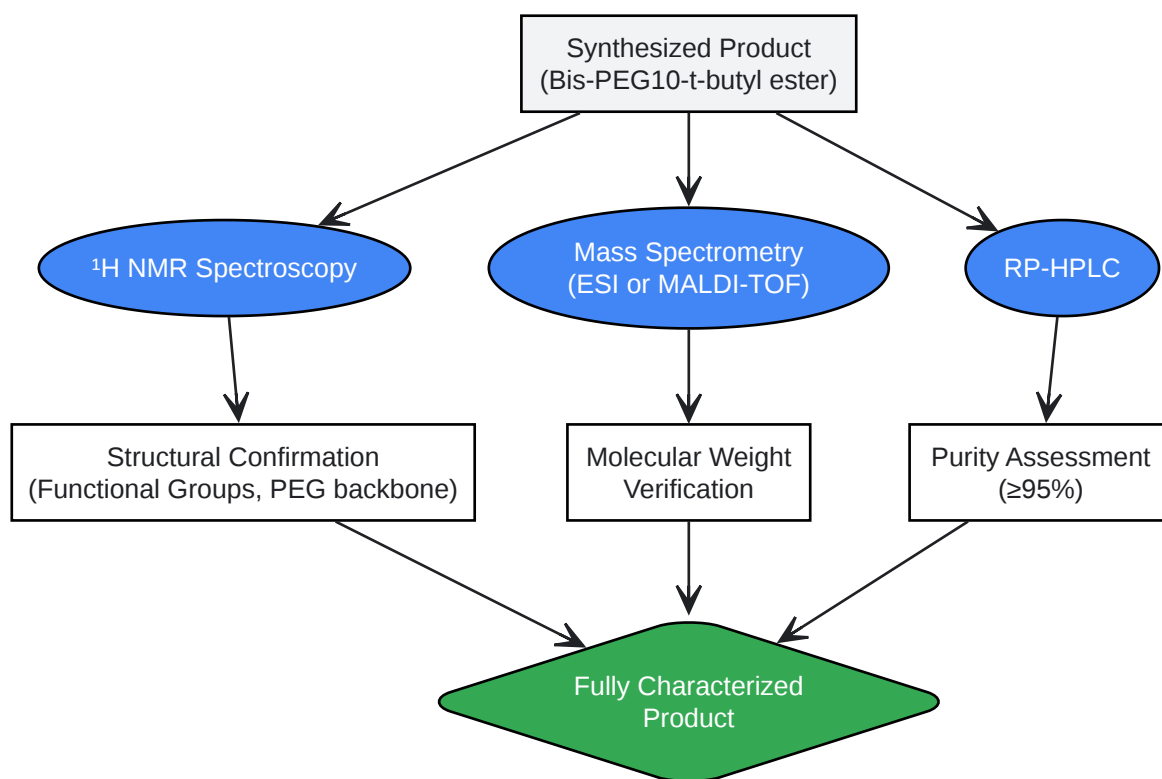 Synthesized Product
(Bis-PEG10-t-butyl ester)
¹H NMR Spectroscopy
Mass Spectrometry
(ESI or MALDI-TOF)
RP-HPLC
Structural Confirmation
(Functional Groups, PEG backbone)
Molecular Weight
Verification
Purity Assessment
(≥95%)
Fully Characterized
Product